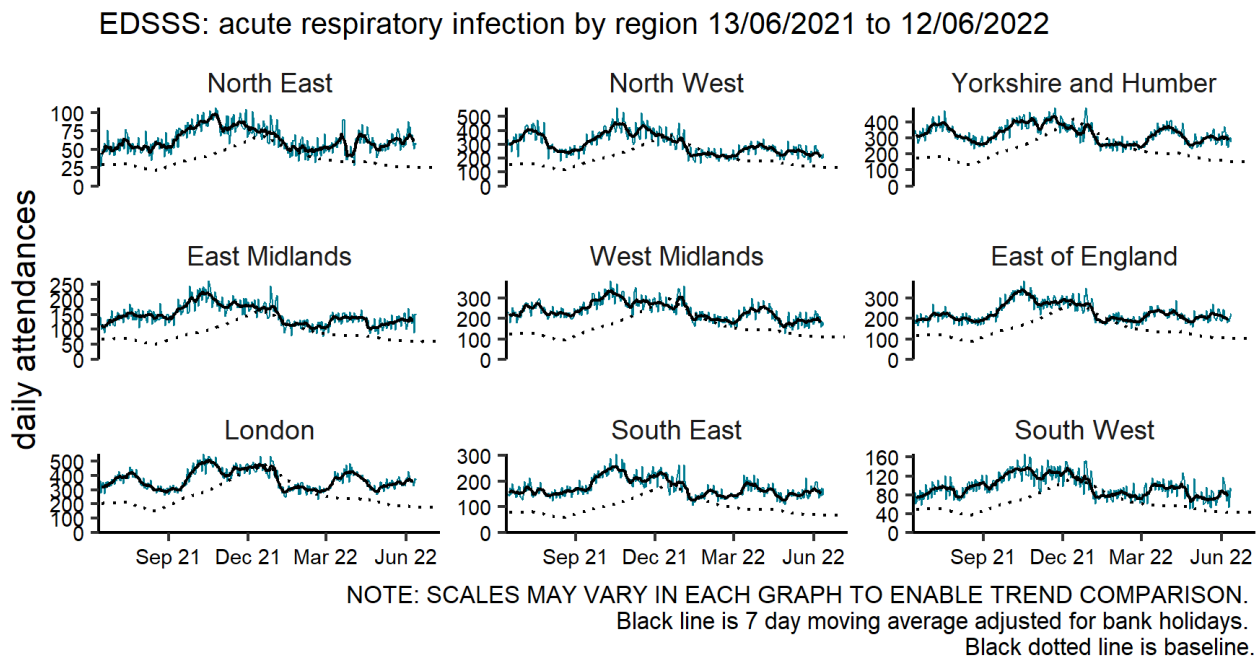 EDSSS: acute respiratory infection by region 13/06/2021 to 12/06/2022
North East
North West
Yorkshire and Humber
100
75
50
25
0
500
400
300
200
100
0
400
300
200
100
0
daily attendances
East Midlands
West Midlands
East of England
250
200
150
100
50
0
300
200
100
0
300
200
100
0
London
South East
South West
500
400
300
200
100
0
300
200
100
0
160
120
80
40
0
Sep 21 Dec 21 Mar 22 Jun 22
Sep 21 Dec 21 Mar 22 Jun 22
Sep 21 Dec 21 Mar 22 Jun 22
NOTE: SCALES MAY VARY IN EACH GRAPH TO ENABLE TREND COMPARISON.
Black line is 7 day moving average adjusted for bank holidays.
Black dotted line is baseline.